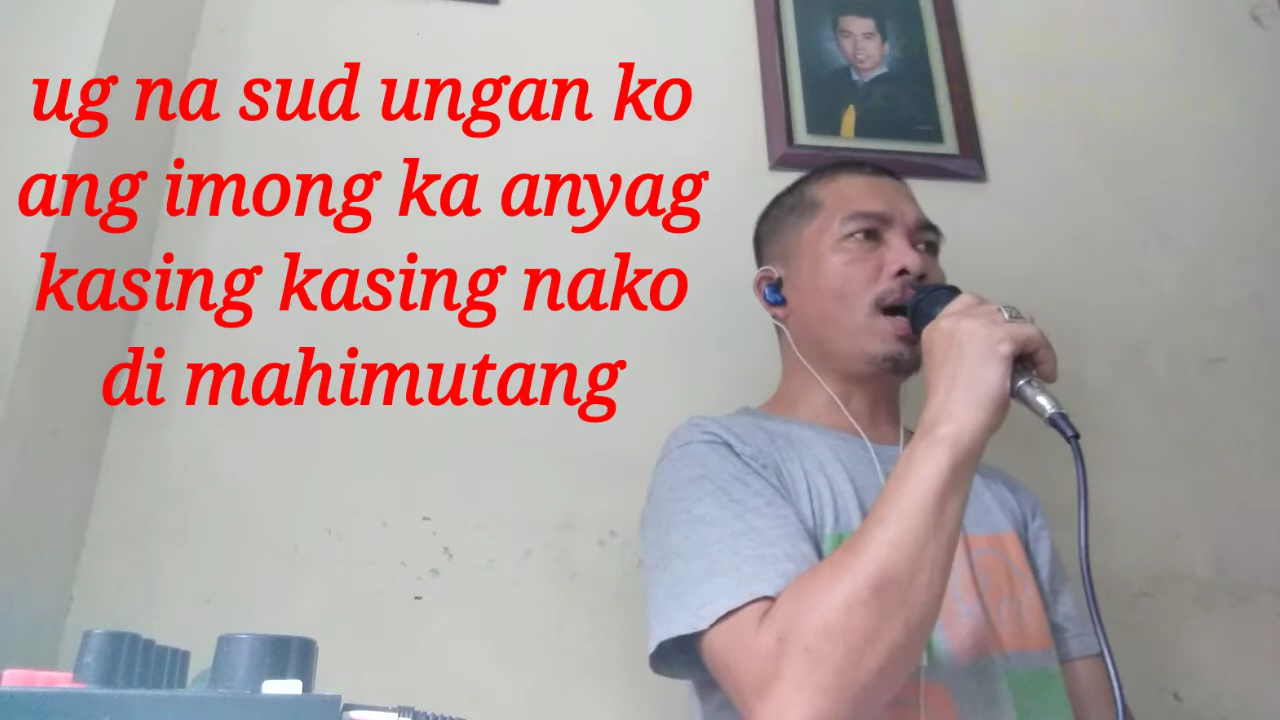 ug na sud ungan ko
ang imong ka anyag
kasing kasing nako
di mahimutang